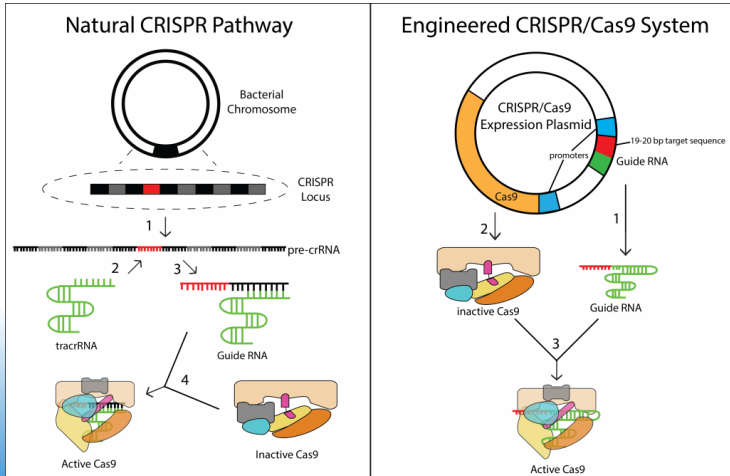 Natural CRISPR Pathway
Bacterial
Chromosome
CRISPR
Locus
1
pre-crRNA
2
3
tracrRNA
Guide RNA
4
Active Cas9
Inactive Cas9
Engineered CRISPR/Cas9 System
CRISPR/Cas9
Expression Plasmid
19-20 bp target sequence
promoters
Guide RNA
Cas9
2
1
inactive Cas9
Guide RNA
3
Active Cas9